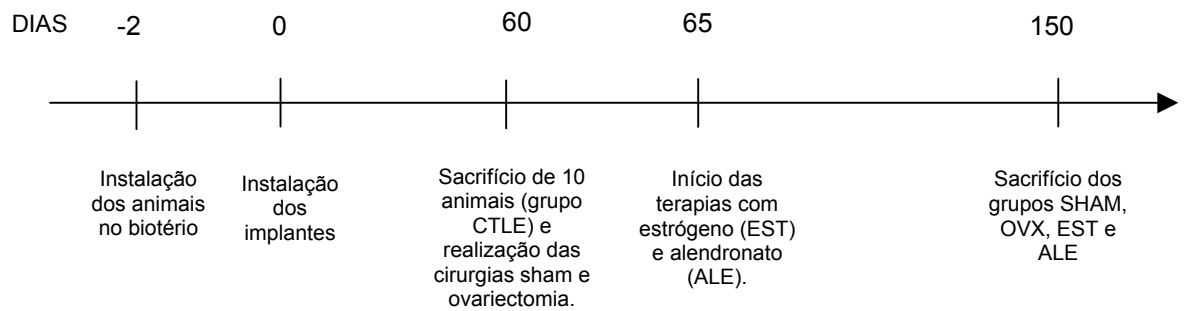 DIAS -2 0 60 65 150
Instalação
dos animais
no biotério
Instalação
dos
implantes
Sacrifício de 10
animais (grupo
CTLE) e
realização das
cirurgias sham e
ovariectomia.
Início das
terapias com
estrógeno (EST)
e alendronato
(ALE).
Sacrifício dos
grupos SHAM,
OVX, EST e
ALE